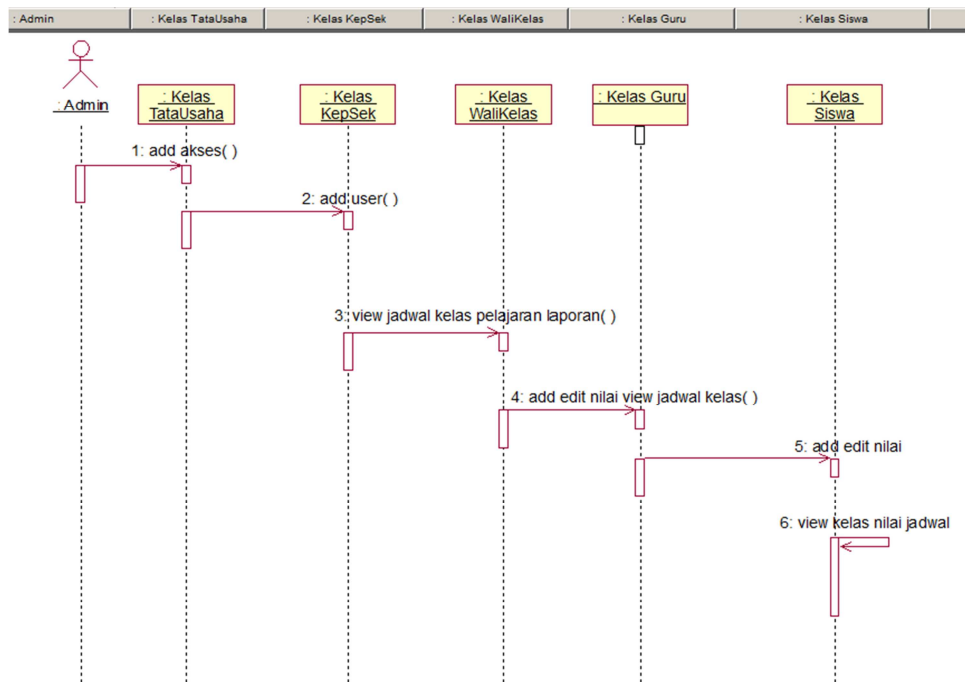 : Admin
: Kelas TataUsaha
: Kelas KepSek
: Kelas WaliKelas
: Kelas Guru
: Kelas Siswa
: Admin
: Kelas
TataUsaha
: Kelas
KepSek
: Kelas
WaliKelas
: Kelas Guru
: Kelas
Siswa
1: add akses( )
2: add user( )
3: view jadwal kelas pelajaran laporan( )
4: add edit nilai view jadwal kelas( )
5: add edit nilai
6: view kelas nilai jadwal